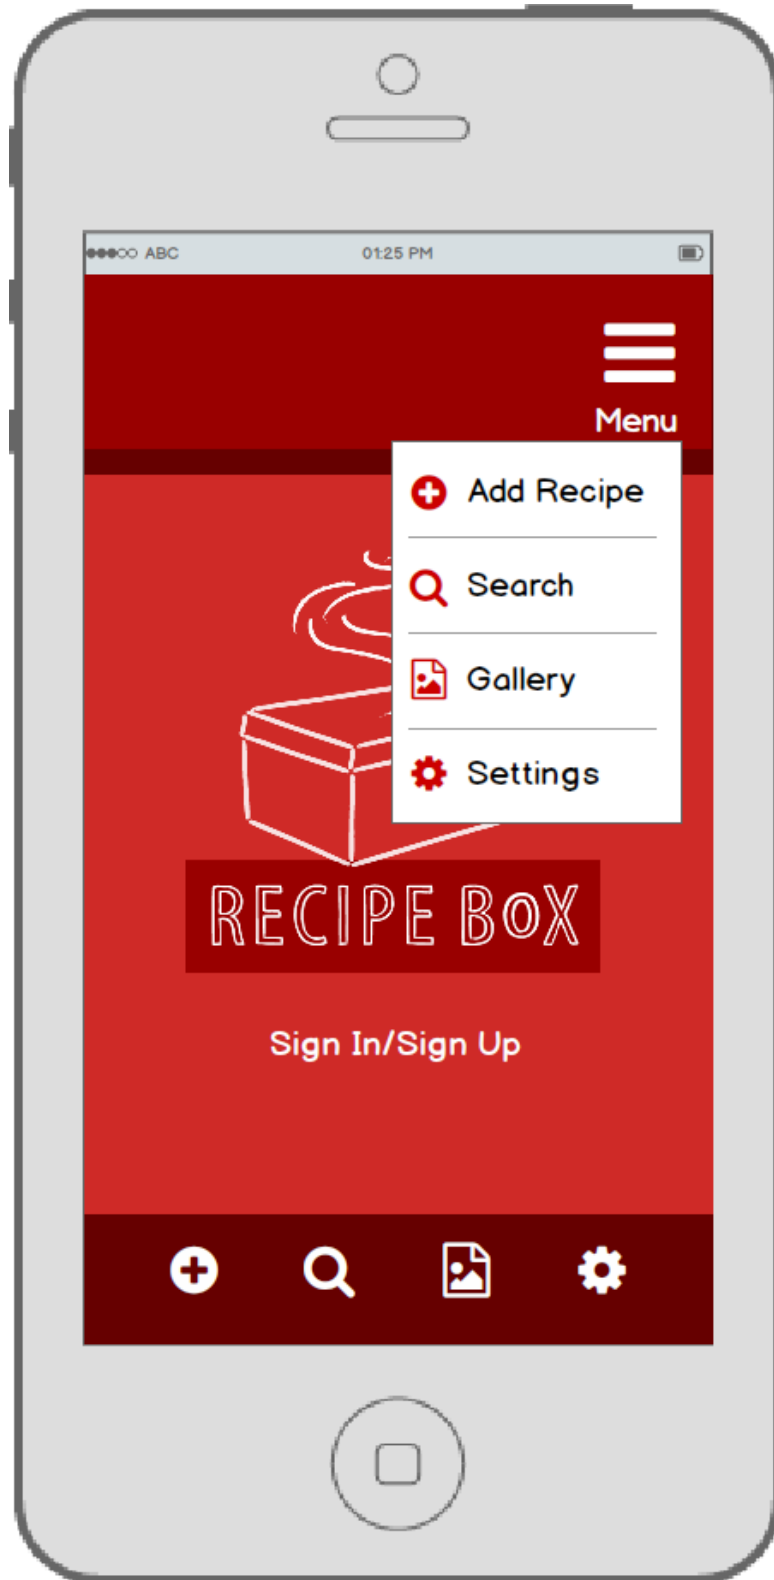 ABC 01:25 PM
Menu
Add Recipe
Search
Gallery
Settings
RECIPE BOX
Sign In/Sign Up